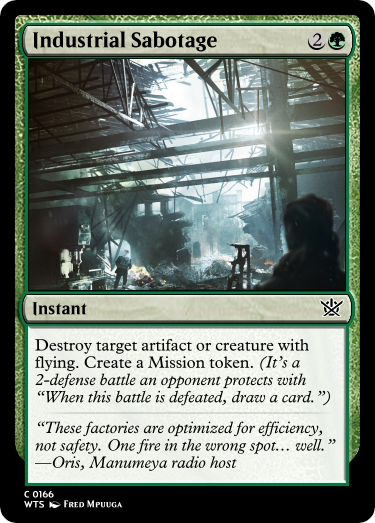 Industrial Sabotage 2
Instant
Destroy target artifact or creature with
flying. Create a Mission token. (It's a
2-defense battle an opponent protects with
“When this battle is defeated, draw a card.”)
“These factories are optimized for efficiency,
not safety. One fire in the wrong spot… well.”
—Oris, Manumeya radio host
C 0166
WTS Fred Mpuuga